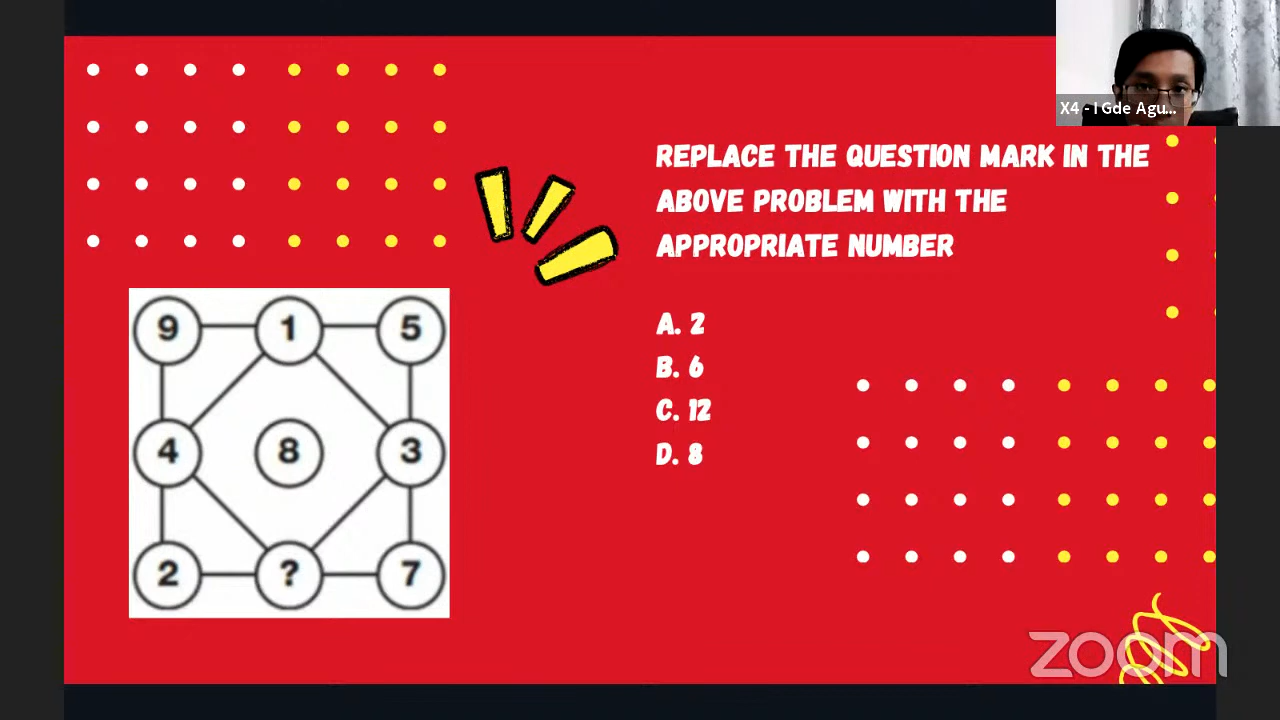 X4 - I Gde Agu...
REPLACE THE QUESTION MARK IN THE
ABOVE PROBLEM WITH THE
APPROPRIATE NUMBER
A. 2
B. 6
C. 12
D. 8
9 1 5
4 8 3
2 ? 7
zoom